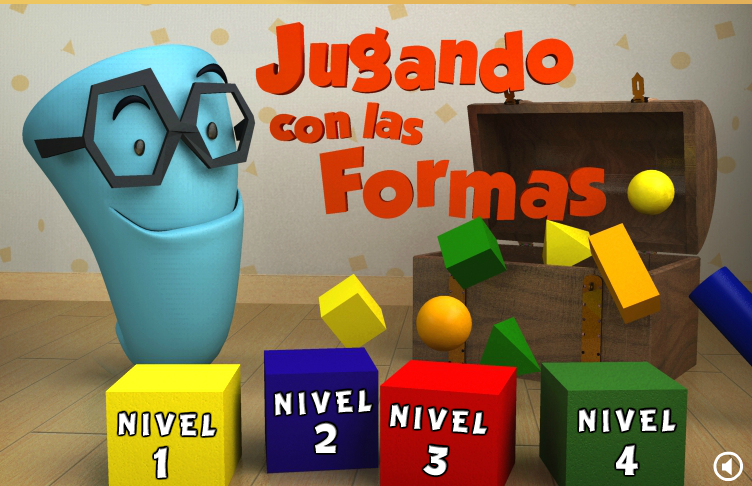 Jugando
con las
Formas
NIVEL
1
NIVEL
2
NIVEL
3
NIVEL
4